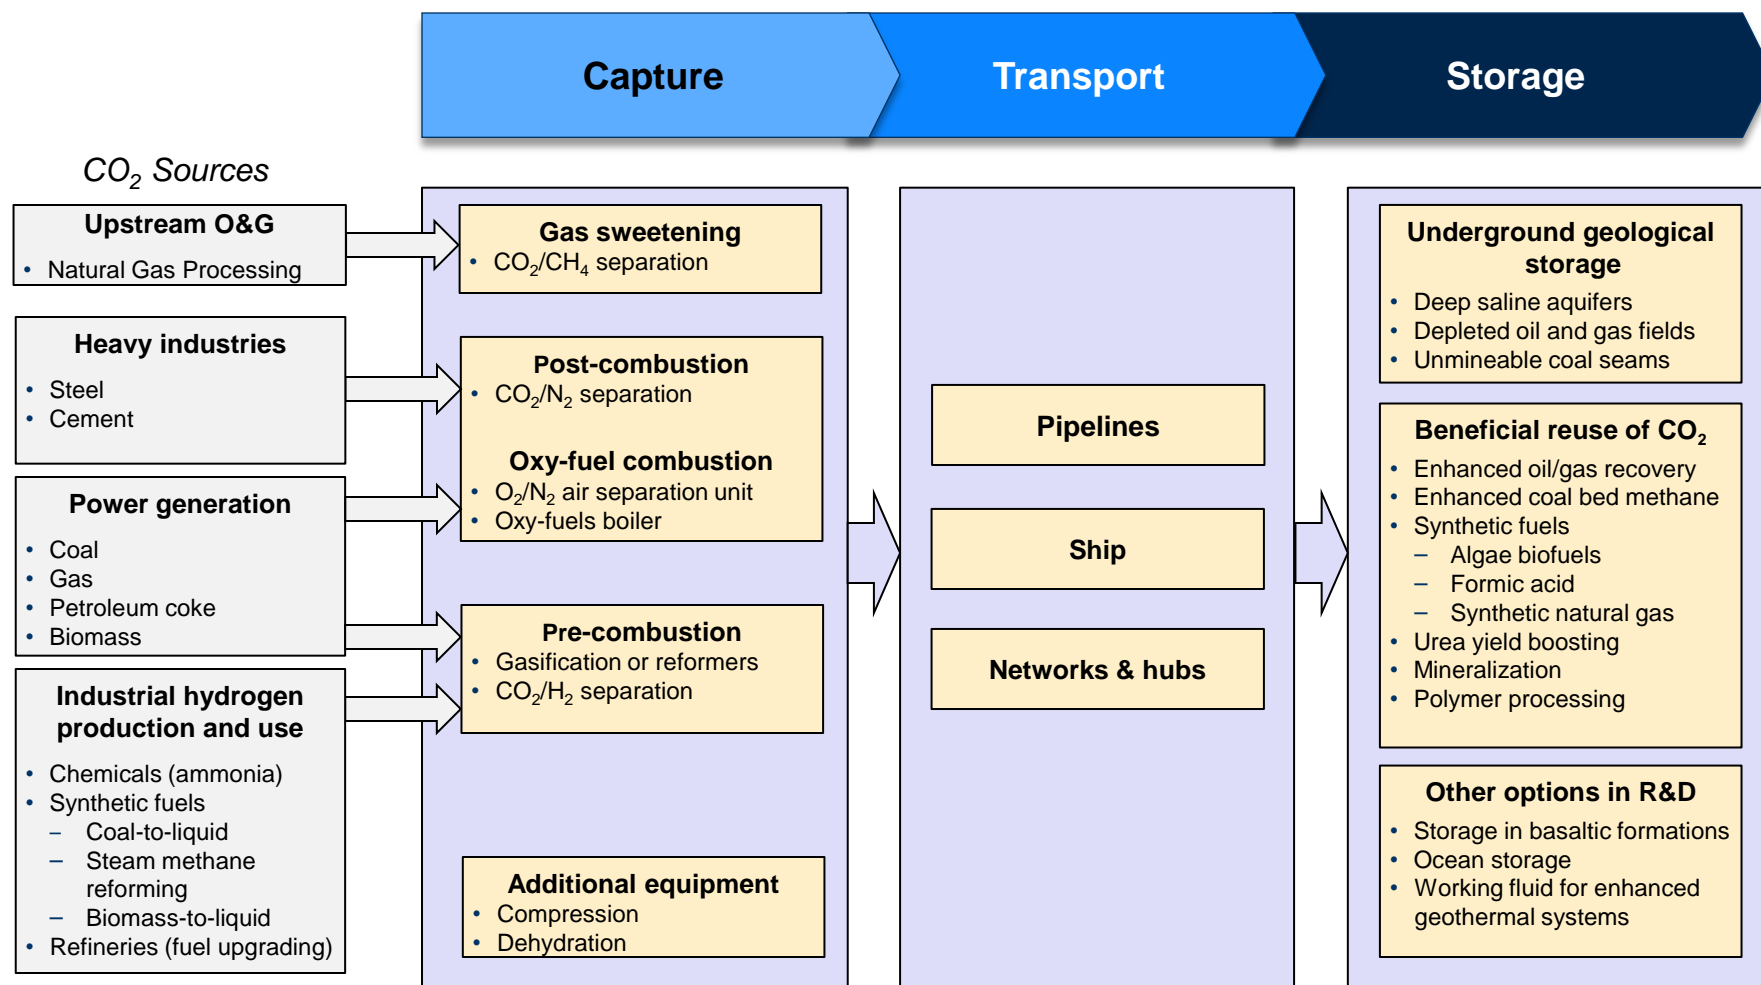 Capture
Transport
Storage
CO₂ Sources
Upstream O&G
• Natural Gas Processing
Heavy industries
• Steel
• Cement
Power generation
• Coal
• Gas
• Petroleum coke
• Biomass
Industrial hydrogen
production and use
• Chemicals (ammonia)
• Synthetic fuels
– Coal-to-liquid
– Steam methane
reforming
– Biomass-to-liquid
• Refineries (fuel upgrading)
Gas sweetening
• CO₂/CH₄ separation
Post-combustion
• CO₂/N₂ separation
Oxy-fuel combustion
• O₂/N₂ air separation unit
• Oxy-fuels boiler
Pre-combustion
• Gasification or reformers
• CO₂/H₂ separation
Additional equipment
• Compression
• Dehydration
Pipelines
Ship
Networks & hubs
Underground geological
storage
• Deep saline aquifers
• Depleted oil and gas fields
• Unmineable coal seams
Beneficial reuse of CO₂
• Enhanced oil/gas recovery
• Enhanced coal bed methane
• Synthetic fuels
– Algae biofuels
– Formic acid
– Synthetic natural gas
• Urea yield boosting
• Mineralization
• Polymer processing
Other options in R&D
• Storage in basaltic formations
• Ocean storage
• Working fluid for enhanced
geothermal systems